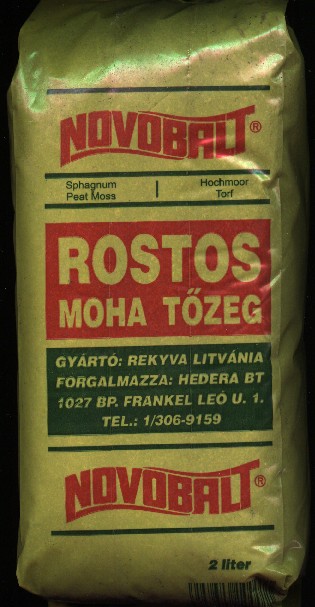 NOVOBALT®
Sphagnum | Hochmoor
Peat Moss | Torf
ROSTOS
MOHA TŐZEG
GYÁRTÓ: REKYVA LITVÁNIA
FORGALMAZZA: HEDERA BT
1027 BP. FRANKEL LEÓ U. 1.
TEL.: 1/306-9159
NOVOBALT®
2 liter